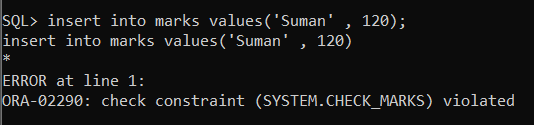 SQL> insert into marks values('Suman' , 120);
insert into marks values('Suman' , 120)
*
ERROR at line 1:
ORA-02290: check constraint (SYSTEM.CHECK_MARKS) violated